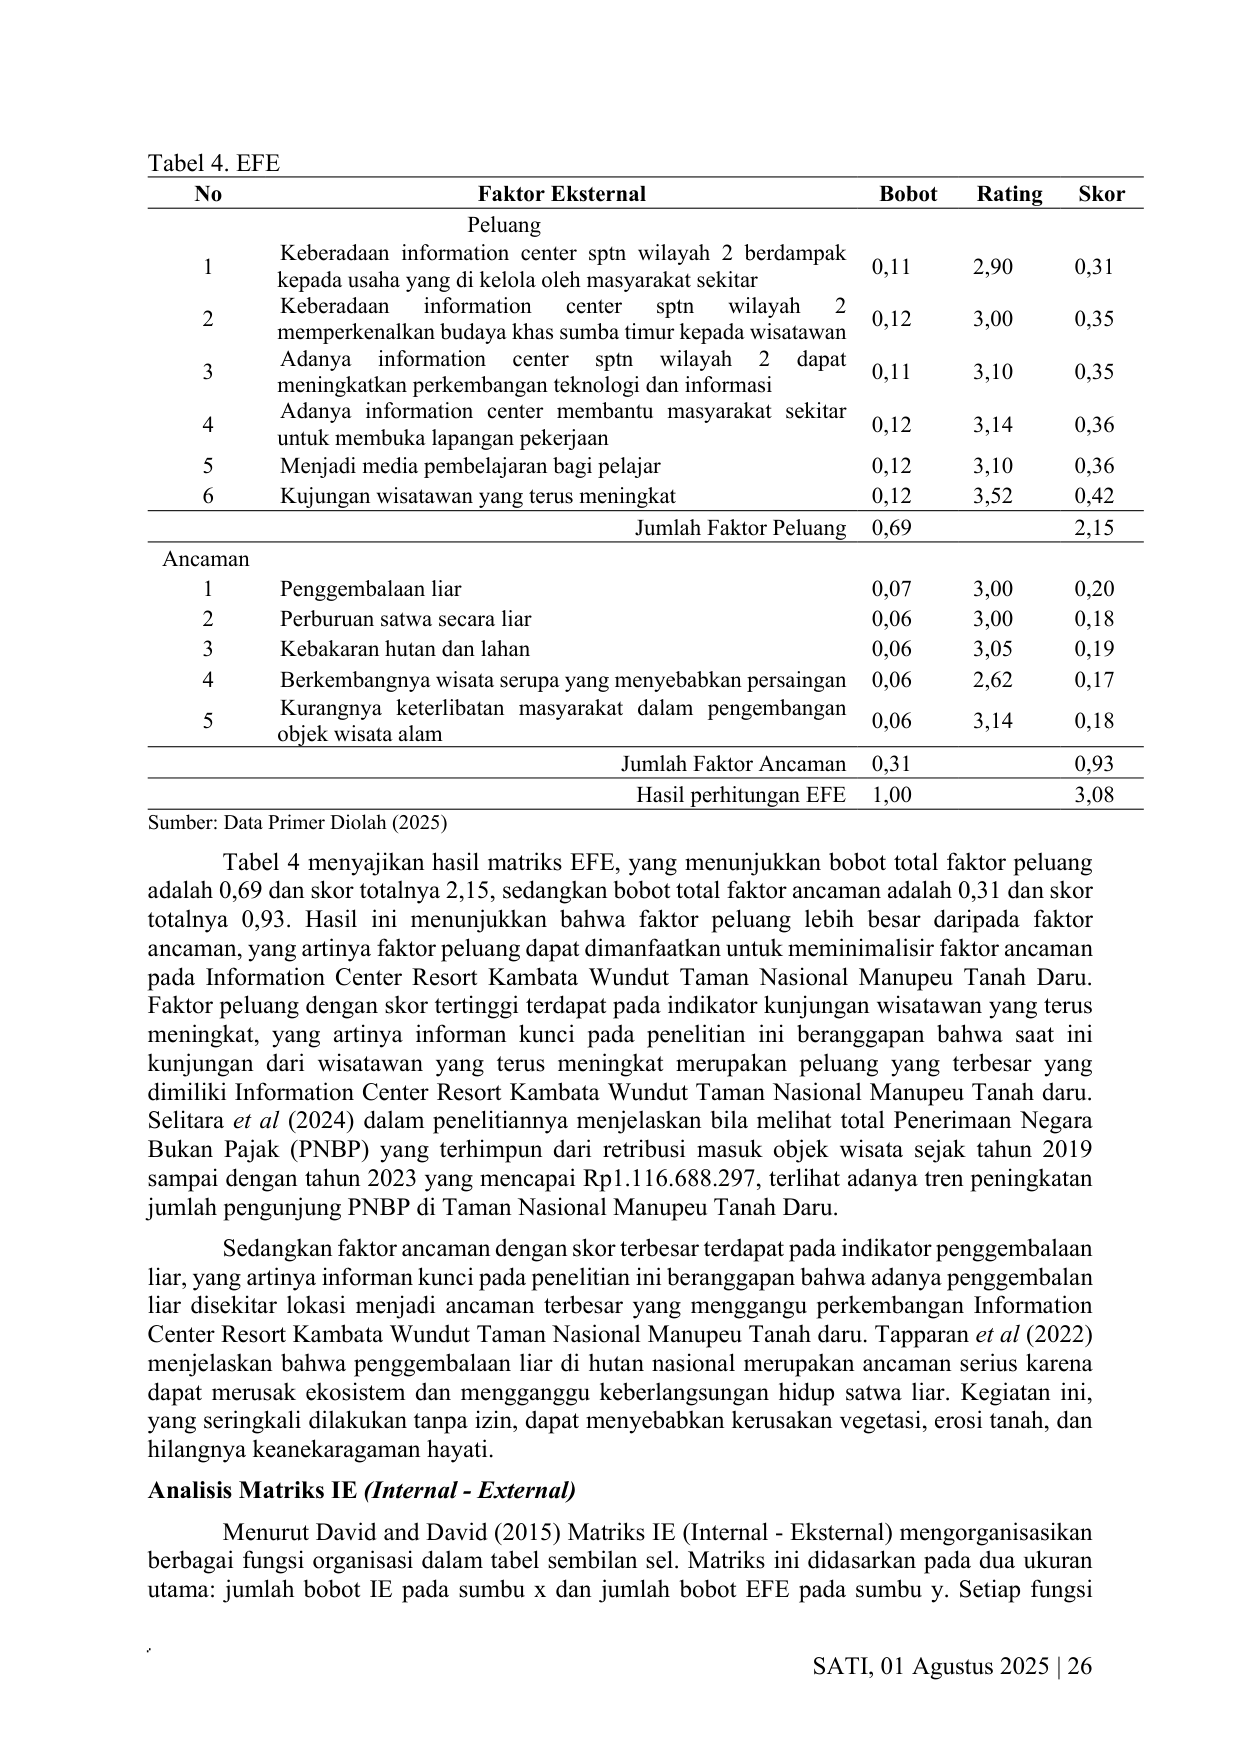 Tabel 4. EFE
No Faktor Eksternal Bobot Rating Skor
Peluang
1 Keberadaan information center sptn wilayah 2 berdampak kepada usaha yang di kelola oleh masyarakat sekitar 0,11 2,90 0,31
2 Keberadaan information center sptn wilayah 2 memperkenalkan budaya khas sumba timur kepada wisatawan 0,12 3,00 0,35
3 Adanya information center sptn wilayah 2 dapat meningkatkan perkembangan teknologi dan informasi 0,11 3,10 0,35
4 Adanya information center membantu masyarakat sekitar untuk membuka lapangan pekerjaan 0,12 3,14 0,36
5 Menjadi media pembelajaran bagi pelajar 0,12 3,10 0,36
6 Kujungan wisatawan yang terus meningkat 0,12 3,52 0,42
Jumlah Faktor Peluang 0,69 2,15
Ancaman
1 Penggembalaan liar 0,07 3,00 0,20
2 Perburuan satwa secara liar 0,06 3,00 0,18
3 Kebakaran hutan dan lahan 0,06 3,05 0,19
4 Berkembangnya wisata serupa yang menyebabkan persaingan 0,06 2,62 0,17
5 Kurangnya keterlibatan masyarakat dalam pengembangan objek wisata alam 0,06 3,14 0,18
Jumlah Faktor Ancaman 0,31 0,93
Hasil perhitungan EFE 1,00 3,08
Sumber: Data Primer Diolah (2025)
Tabel 4 menyajikan hasil matriks EFE, yang menunjukkan bobot total faktor peluang
adalah 0,69 dan skor totalnya 2,15, sedangkan bobot total faktor ancaman adalah 0,31 dan skor
totalnya 0,93. Hasil ini menunjukkan bahwa faktor peluang lebih besar daripada faktor
ancaman, yang artinya faktor peluang dapat dimanfaatkan untuk meminimalisir faktor ancaman
pada Information Center Resort Kambata Wundut Taman Nasional Manupeu Tanah Daru.
Faktor peluang dengan skor tertinggi terdapat pada indikator kunjungan wisatawan yang terus
meningkat, yang artinya informan kunci pada penelitian ini beranggapan bahwa saat ini
kunjungan dari wisatawan yang terus meningkat merupakan peluang yang terbesar yang
dimiliki Information Center Resort Kambata Wundut Taman Nasional Manupeu Tanah daru.
Selitara et al (2024) dalam penelitiannya menjelaskan bila melihat total Penerimaan Negara
Bukan Pajak (PNBP) yang terhimpun dari retribusi masuk objek wisata sejak tahun 2019
sampai dengan tahun 2023 yang mencapai Rp1.116.688.297, terlihat adanya tren peningkatan
jumlah pengunjung PNBP di Taman Nasional Manupeu Tanah Daru.
Sedangkan faktor ancaman dengan skor terbesar terdapat pada indikator penggembalaan
liar, yang artinya informan kunci pada penelitian ini beranggapan bahwa adanya penggembalan
liar disekitar lokasi menjadi ancaman terbesar yang menggangu perkembangan Information
Center Resort Kambata Wundut Taman Nasional Manupeu Tanah daru. Tapparan et al (2022)
menjelaskan bahwa penggembalaan liar di hutan nasional merupakan ancaman serius karena
dapat merusak ekosistem dan mengganggu keberlangsungan hidup satwa liar. Kegiatan ini,
yang seringkali dilakukan tanpa izin, dapat menyebabkan kerusakan vegetasi, erosi tanah, dan
hilangnya keanekaragaman hayati.
Analisis Matriks IE (Internal - External)
Menurut David and David (2015) Matriks IE (Internal - Eksternal) mengorganisasikan
berbagai fungsi organisasi dalam tabel sembilan sel. Matriks ini didasarkan pada dua ukuran
utama: jumlah bobot IE pada sumbu x dan jumlah bobot EFE pada sumbu y. Setiap fungsi
SATI, 01 Agustus 2025 | 26